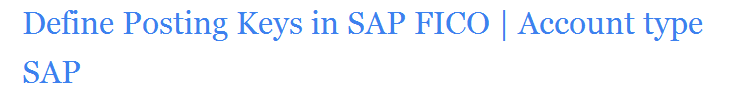 Define Posting Keys in SAP FICO | Account type
SAP